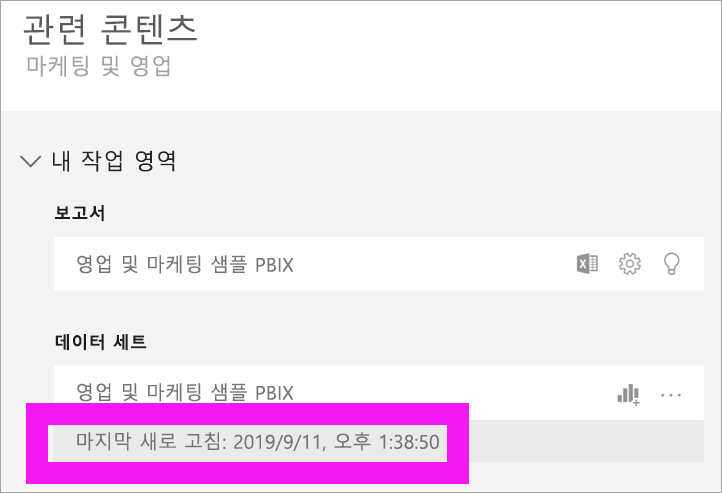 관련 콘텐츠
마케팅 및 영업
내 작업 영역
보고서
영업 및 마케팅 샘플 PBIX
데이터 세트
영업 및 마케팅 샘플 PBIX
마지막 새로 고침: 2019/9/11, 오후 1:38:50